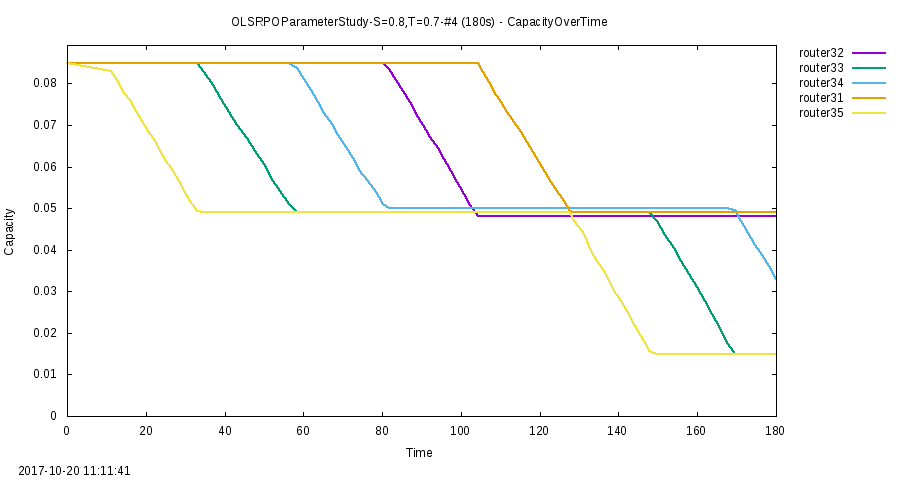 OLSRPOParameterStudy-S=0.8,T=0.7-#4 (180s) - CapacityOverTime
router32
router33
router34
router31
router35
0.08
0.07
0.06
0.05
0.04
0.03
0.02
0.01
0
Capacity
0 20 40 60 80 100 120 140 160 180
Time
2017-10-20 11:11:41